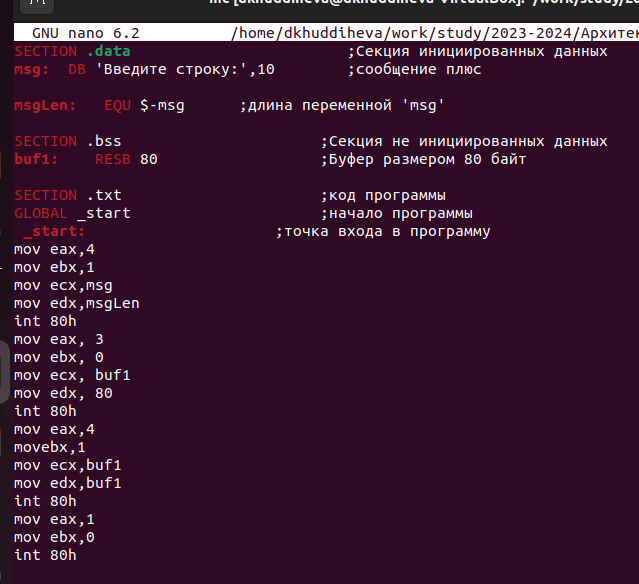 mc [dkhuddiheva@dkhuddiheva-VirtualBox]: ~/work/study/20
GNU nano 6.2 /home/dkhuddiheva/work/study/2023-2024/Архитек
SECTION .data ;Секция инициированных данных
msg: DB 'Введите строку:',10 ;сообщение плюс
msgLen: EQU $-msg ;длина переменной 'msg'
SECTION .bss ;Секция не инициированных данных
buf1: RESB 80 ;Буфер размером 80 байт
SECTION .txt ;код программы
GLOBAL _start ;начало программы
_start: ;точка входа в программу
mov eax,4
mov ebx,1
mov ecx,msg
mov edx,msgLen
int 80h
mov eax, 3
mov ebx, 0
mov ecx, buf1
mov edx, 80
int 80h
mov eax,4
movebx,1
mov ecx,buf1
mov edx,buf1
int 80h
mov eax,1
mov ebx,0
int 80h